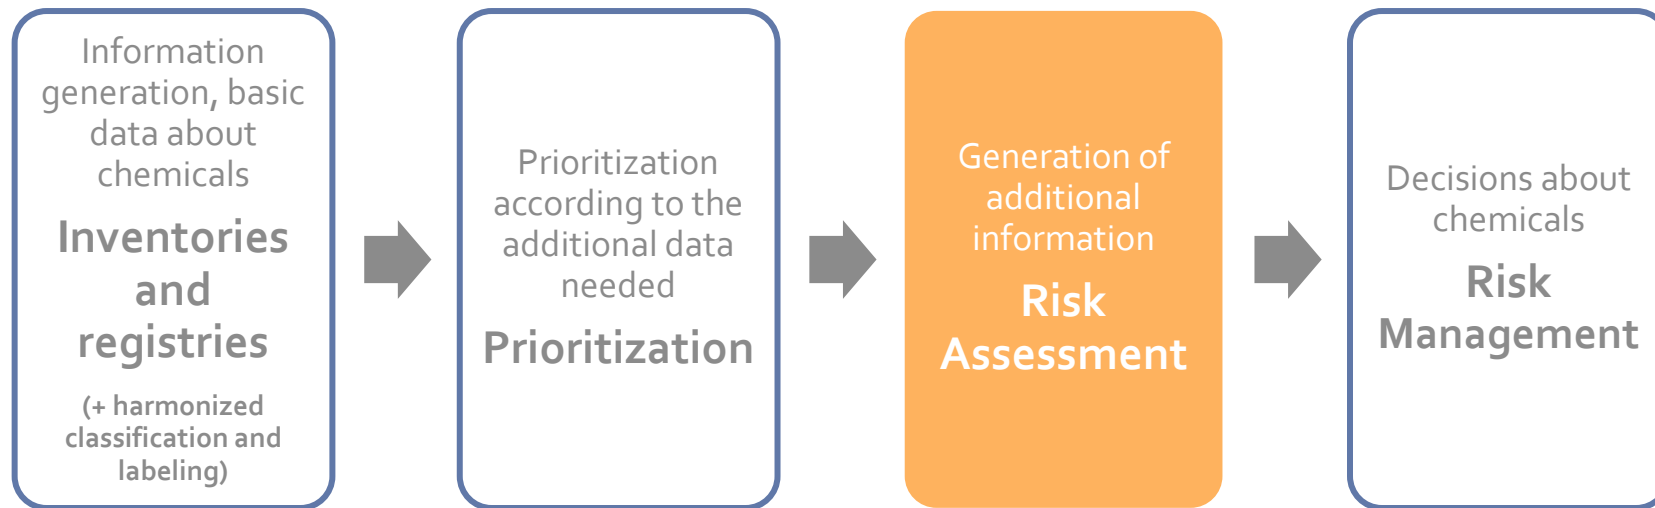 Information
generation, basic
data about
chemicals
Inventories
and
registries
(+ harmonized
classification and
labeling)
Prioritization
according to the
additional data
needed
Prioritization
Generation of
additional
information
Risk
Assessment
Decisions about
chemicals
Risk
Management